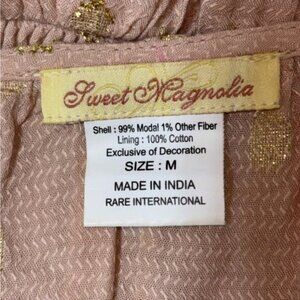 Sweet Magnolia
Shell : 99% Modal 1% Other Fiber
Lining : 100% Cotton
Exclusive of Decoration
SIZE : M
MADE IN INDIA
RARE INTERNATIONAL